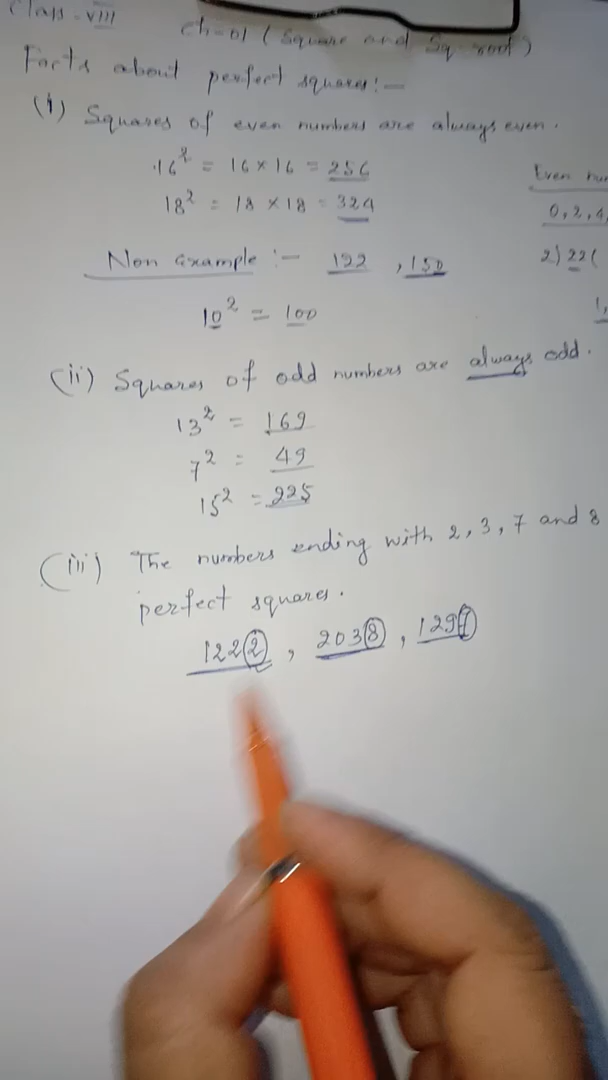 Class - VIII
Ch-01 (Square and Sq. root)
Facts about perfect squares:-
(i) Squares of even numbers are always even.
16² = 16 × 16 = 256
18² = 18 × 18 = 324
Even
0, 2, 4,
Non Example :- 122 , 150
2) 22 (
10² = 100
(ii) Squares of odd numbers are always odd.
13² = 169
7² = 49
15² = 225
(iii) The numbers ending with 2, 3, 7 and 8
perfect squares.
1222 , 2038 , 1297